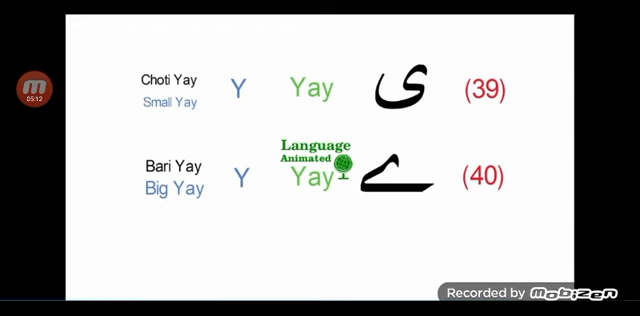 Choti Yay Y Yay ی (39)
Small Yay
Language
Animated
Bari Yay Y Yay ے (40)
Big Yay
05:12
Recorded by Mobizen